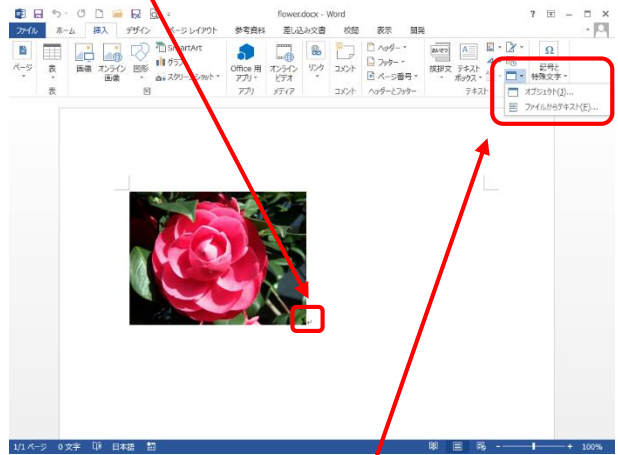 flower.docx - Word
ファイル ホーム 挿入 デザイン ページ レイアウト 参考資料 差し込み文書 校閲 表示 開発
ページ
表
画像
オンライン画像
図形
SmartArt
グラフ
スクリーンショット
Office 用アプリ
オンラインビデオ
リンク
コメント
ヘッダー
フッター
ページ番号
あいさつ
挨拶文
テキストボックス
Ω
記号と特殊文字
表 図 アプリ メディア コメント ヘッダーとフッター テキスト
オブジェクト(J)...
ファイルからテキスト(F)...
1/1 ページ 0 文字 日本語 100%